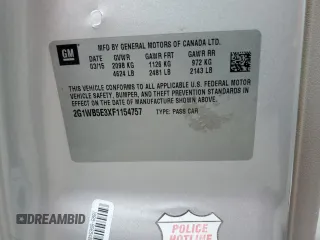 GM
MFD BY GENERAL MOTORS OF CANADA LTD.
DATE GVWR GAWR FRT GAWR RR
03/15 2098 KG 1126 KG 972 KG
4624 LB 2481 LB 2143 LB
THIS VEHICLE CONFORMS TO ALL APPLICABLE U.S. FEDERAL MOTOR
VEHICLE SAFETY, BUMPER, AND THEFT PREVENTION STANDARDS
IN EFFECT ON THE DATE OF MANUFACTURE SHOWN ABOVE.
2G1WB5E3XF1154757 TYPE: PASS CAR
POLICE
HOTLINE
DREAMBID